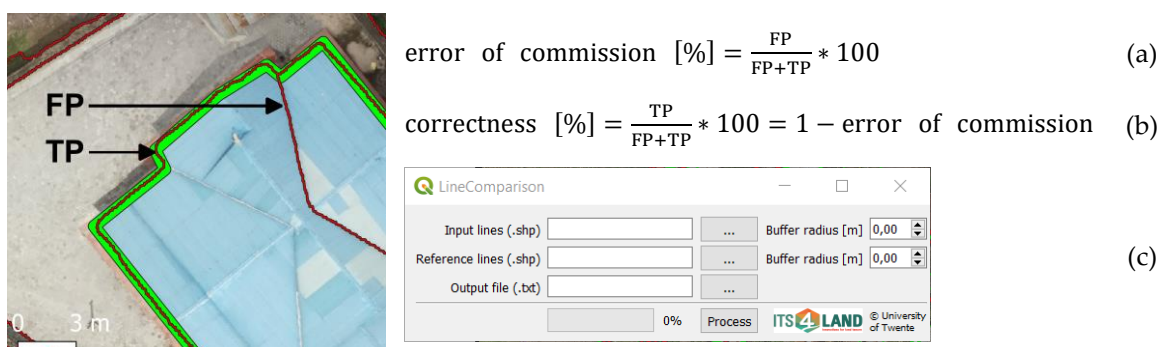 FP
TP
0 3 m
error of commission [%] = FP/(FP+TP) * 100 (a)
correctness [%] = TP/(FP+TP) * 100 = 1 − error of commission (b)
LineComparison
Input lines (.shp) ... Buffer radius [m] 0,00
Reference lines (.shp) ... Buffer radius [m] 0,00
Output file (.txt) ...
0% Process ITS4LAND © University
of Twente
(c)